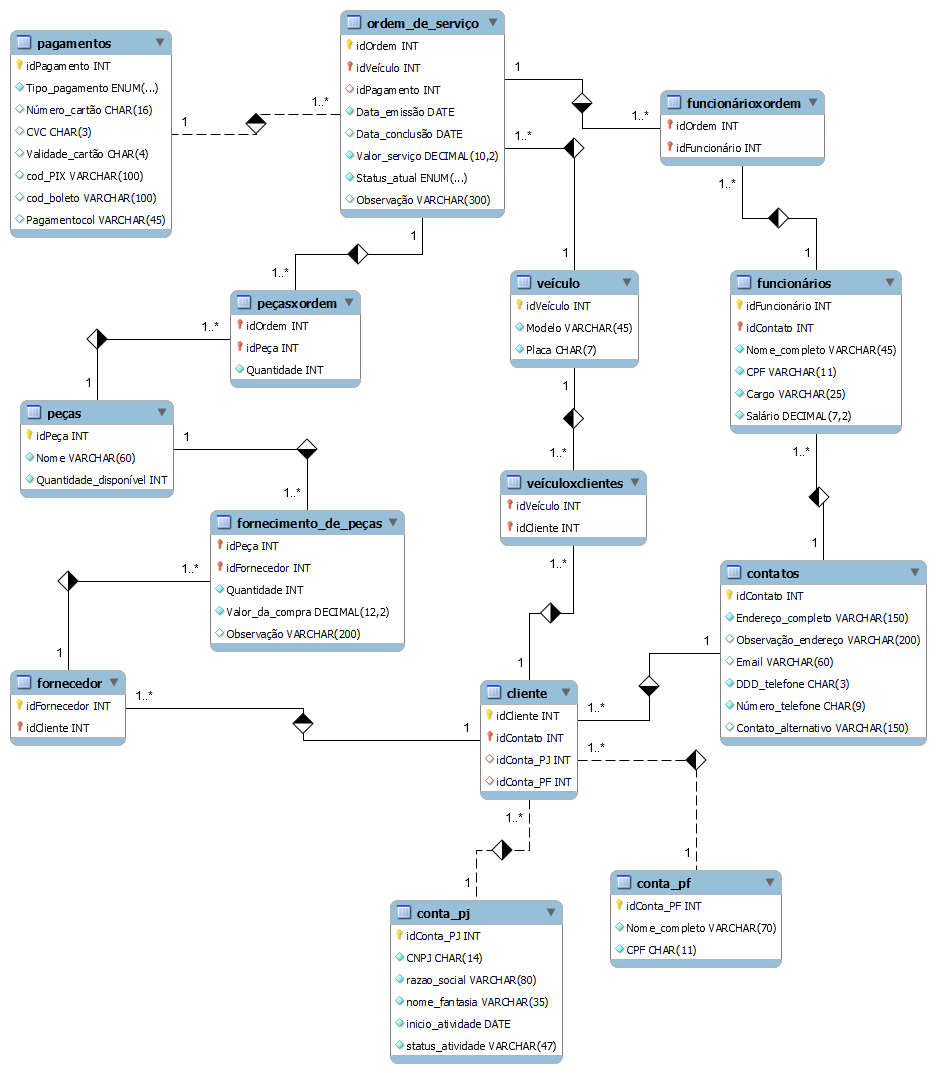 pagamentos
idPagamento INT
Tipo_pagamento ENUM(...)
Número_cartão CHAR(16)
CVC CHAR(3)
Validade_cartão CHAR(4)
cod_PIX VARCHAR(100)
cod_boleto VARCHAR(100)
Pagamentocol VARCHAR(45)
1
1..*
ordem_de_serviço
idOrdem INT
idVeículo INT
idPagamento INT
Data_emissão DATE
Data_conclusão DATE
Valor_serviço DECIMAL(10,2)
Status_atual ENUM(...)
Observação VARCHAR(300)
1
1..*
1..*
1
funcionárioxordem
idOrdem INT
idFuncionário INT
1..*
1
1
1..*
peçasxordem
idOrdem INT
idPeça INT
Quantidade INT
1..*
1
veículo
idVeículo INT
Modelo VARCHAR(45)
Placa CHAR(7)
1
1..*
funcionários
idFuncionário INT
idContato INT
Nome_completo VARCHAR(45)
CPF VARCHAR(11)
Cargo VARCHAR(25)
Salário DECIMAL(7,2)
1..*
1
peças
idPeça INT
Nome VARCHAR(60)
Quantidade_disponível INT
1
1..*
veículoxclientes
idVeículo INT
idCliente INT
1..*
1
fornecimento_de_peças
idPeça INT
idFornecedor INT
Quantidade INT
Valor_da_compra DECIMAL(12,2)
Observação VARCHAR(200)
1..*
1
contatos
idContato INT
Endereço_completo VARCHAR(150)
Observação_endereço VARCHAR(200)
Email VARCHAR(60)
DDD_telefone CHAR(3)
Número_telefone CHAR(9)
Contato_alternativo VARCHAR(150)
1
1..*
fornecedor
idFornecedor INT
idCliente INT
1..*
1
cliente
idCliente INT
idContato INT
idConta_PJ INT
idConta_PF INT
1..*
1
1..*
1
conta_pf
idConta_PF INT
Nome_completo VARCHAR(70)
CPF CHAR(11)
conta_pj
idConta_PJ INT
CNPJ CHAR(14)
razao_social VARCHAR(80)
nome_fantasia VARCHAR(35)
inicio_atividade DATE
status_atividade VARCHAR(47)